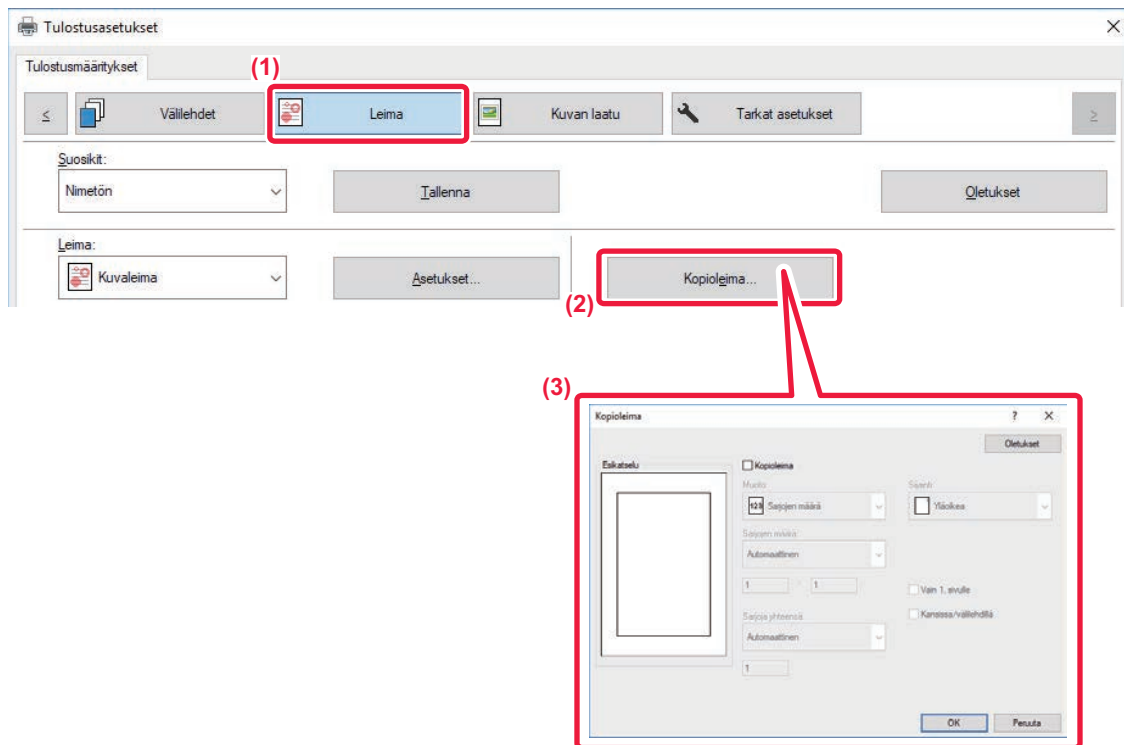 Tulostusasetukset
Tulostusmääritykset
(1)
≤ Välilehdet Leima Kuvan laatu Tarkat asetukset ≥
Suosikit:
Nimetön Tallenna Oletukset
Leima:
Kuvaleima Asetukset... Kopioleima...
(2)
(3)
Kopioleima ? X
Oletukset
Esikatselu Kopioleima
Muoto Sijainti
123 Sarjojen määrä Yläoikea
Sarjojen määrä
Automaattinen
1 1 Vain 1. sivulle
Kansissa/välilehdillä
Sarjoja yhteensä
Automaattinen
1
OK Peruuta